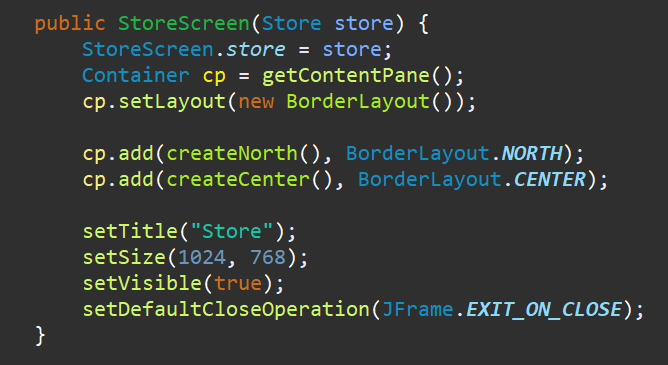 public StoreScreen(Store store) {
    StoreScreen.store = store;
    Container cp = getContentPane();
    cp.setLayout(new BorderLayout());

    cp.add(createNorth(), BorderLayout.NORTH);
    cp.add(createCenter(), BorderLayout.CENTER);

    setTitle("Store");
    setSize(1024, 768);
    setVisible(true);
    setDefaultCloseOperation(JFrame.EXIT_ON_CLOSE);
}